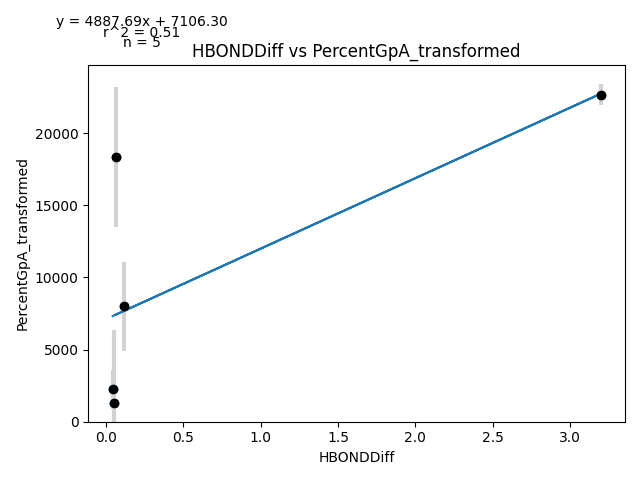 y = 4887.69x + 7106.30
r^2 = 0.51
n = 5
HBONDDiff vs PercentGpA_transformed
PercentGpA_transformed
20000
15000
10000
5000
0
0.0 0.5 1.0 1.5 2.0 2.5 3.0
HBONDDiff